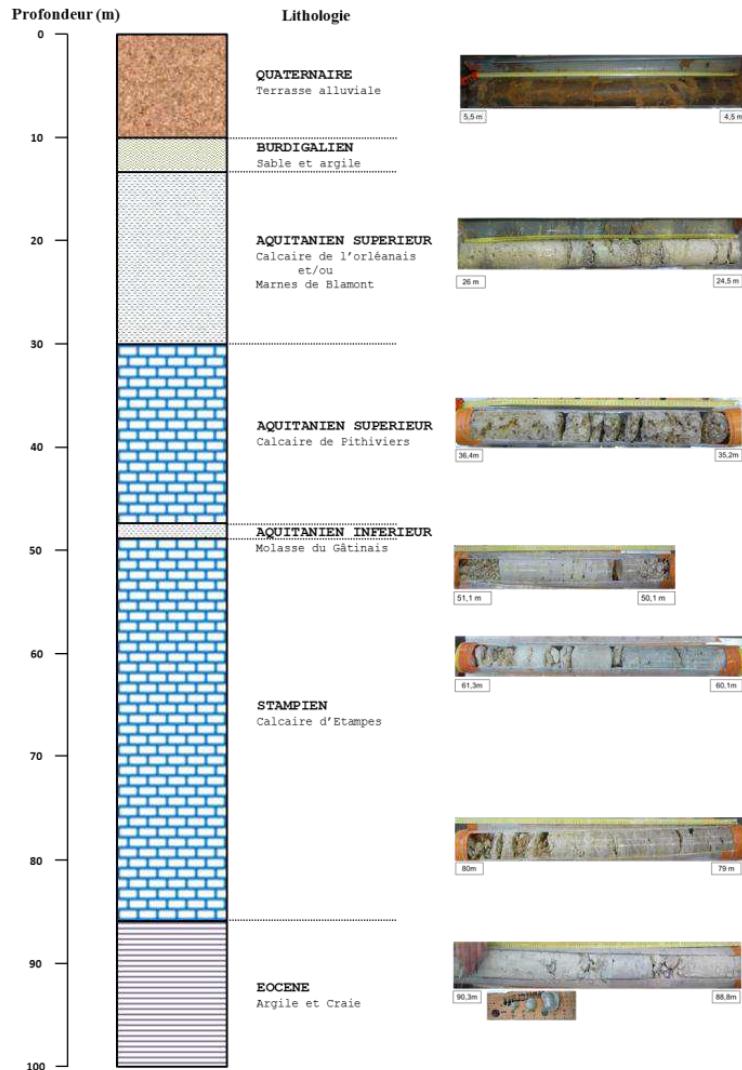 Profondeur (m)
Lithologie
0
QUATERNAIRE
Terrasse alluviale
5,5 m
4,5 m
10
BURDIGALIEN
Sable et argile
20
AQUITANIEN SUPERIEUR
Calcaire de l'orléanais
et/ou
Marnes de Blamont
26 m
24,5 m
30
40
AQUITANIEN SUPERIEUR
Calcaire de Pithiviers
36,4m
35,2m
50
AQUITANIEN INFERIEUR
Molasse du Gâtinais
51,1 m
50,1 m
60
61,3m
60,1m
70
STAMPIEN
Calcaire d'Etampes
80
80m
79 m
90
EOCENE
Argile et Craie
90,3m
88,8m
100